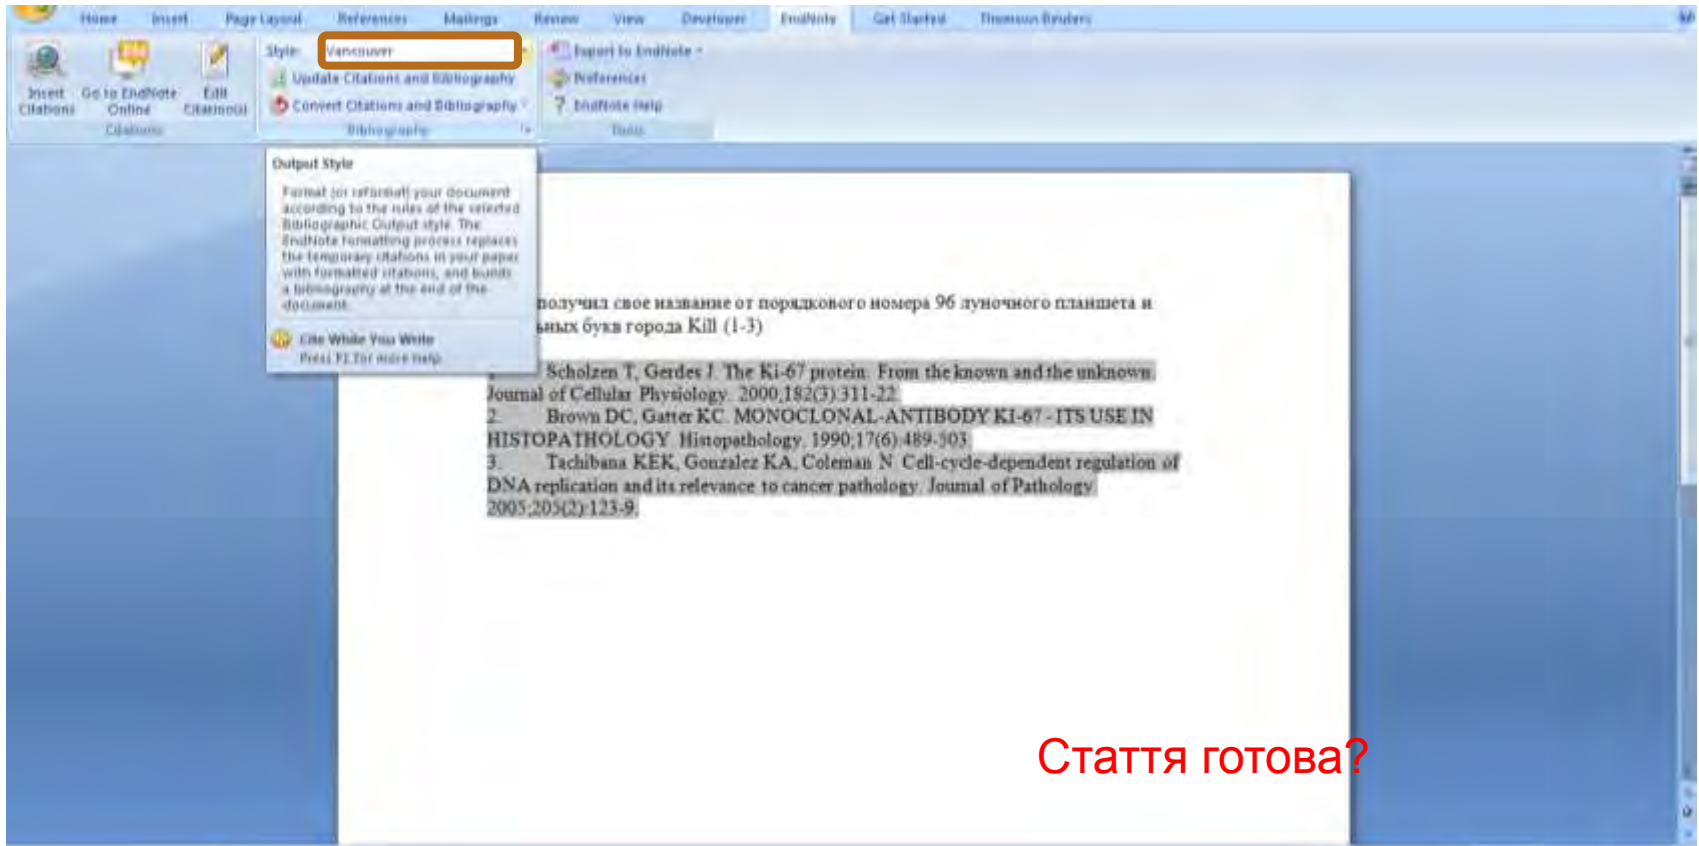 Home Insert Page Layout References Mailings Review View Developer EndNote Get Started Thomson Reuters
Style: Vancouver
Export to EndNote
Update Citations and Bibliography
Preferences
Insert Citations
Go to EndNote Online
Edit Citation(s)
Convert Citations and Bibliography
? EndNote Help
Citations Bibliography Tools
Output Style
Format (or reformat) your document
according to the rules of the selected
Bibliographic Output style. The
EndNote formatting process replaces
the temporary citations in your paper
with formatted citations, and builds
a bibliography at the end of the
document.
Cite While You Write
Press F1 for more help.
получил свое название от порядкового номера 96 луночного планшета и
ьных букв города Kill (1-3)
Scholzen T, Gerdes J. The Ki-67 protein. From the known and the unknown.
Journal of Cellular Physiology. 2000;182(3):311-22.
2. Brown DC, Gatter KC. MONOCLONAL-ANTIBODY KI-67 - ITS USE IN
HISTOPATHOLOGY. Histopathology. 1990;17(6):489-503.
3. Tachibana KEK, Gonzalez KA, Coleman N. Cell-cycle-dependent regulation of
DNA replication and its relevance to cancer pathology. Journal of Pathology.
2005;205(2):123-9.
Стаття готова?